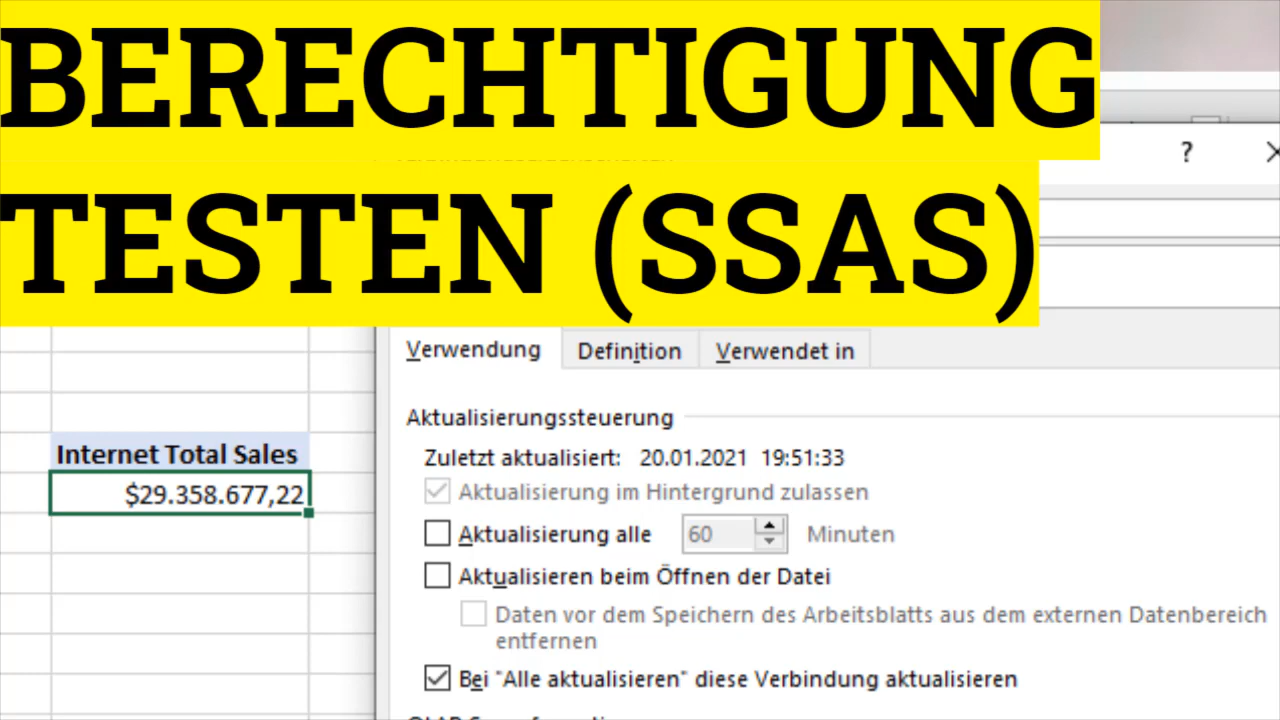 BERECHTIGUNG
TESTEN (SSAS)
?
Verwendung Definition Verwendet in
Aktualisierungssteuerung
Internet Total Sales
Zuletzt aktualisiert: 20.01.2021 19:51:33
$29.358.677,22
Aktualisierung im Hintergrund zulassen
Aktualisierung alle 60 Minuten
Aktualisieren beim Öffnen der Datei
Daten vor dem Speichern des Arbeitsblatts aus dem externen Datenbereich
entfernen
Bei "Alle aktualisieren" diese Verbindung aktualisieren